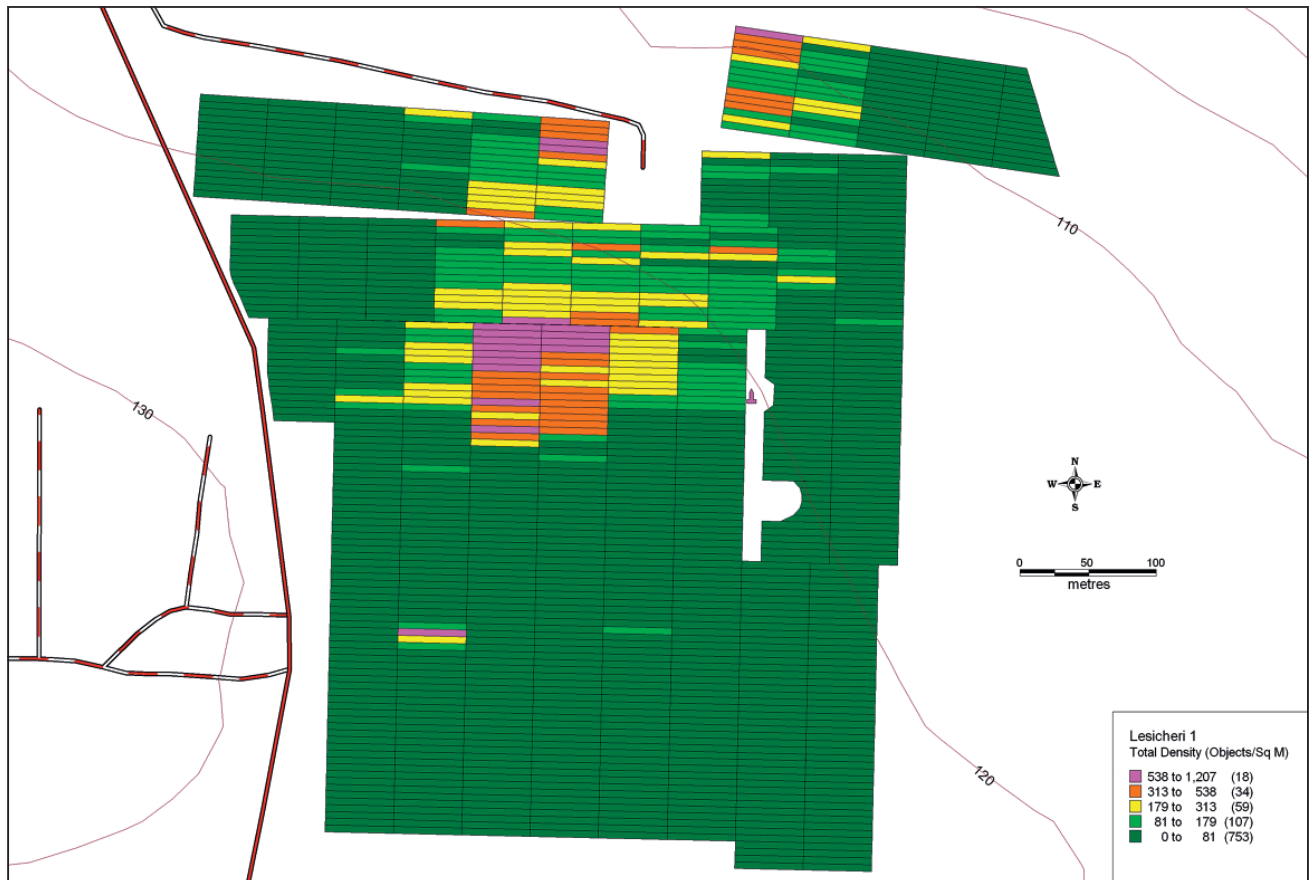 110
130
N
W E
S
0 50 100
metres
120
Lesicheri 1
Total Density (Objects/Sq M)
538 to 1,207 (18)
313 to 538 (34)
179 to 313 (59)
81 to 179 (107)
0 to 81 (753)